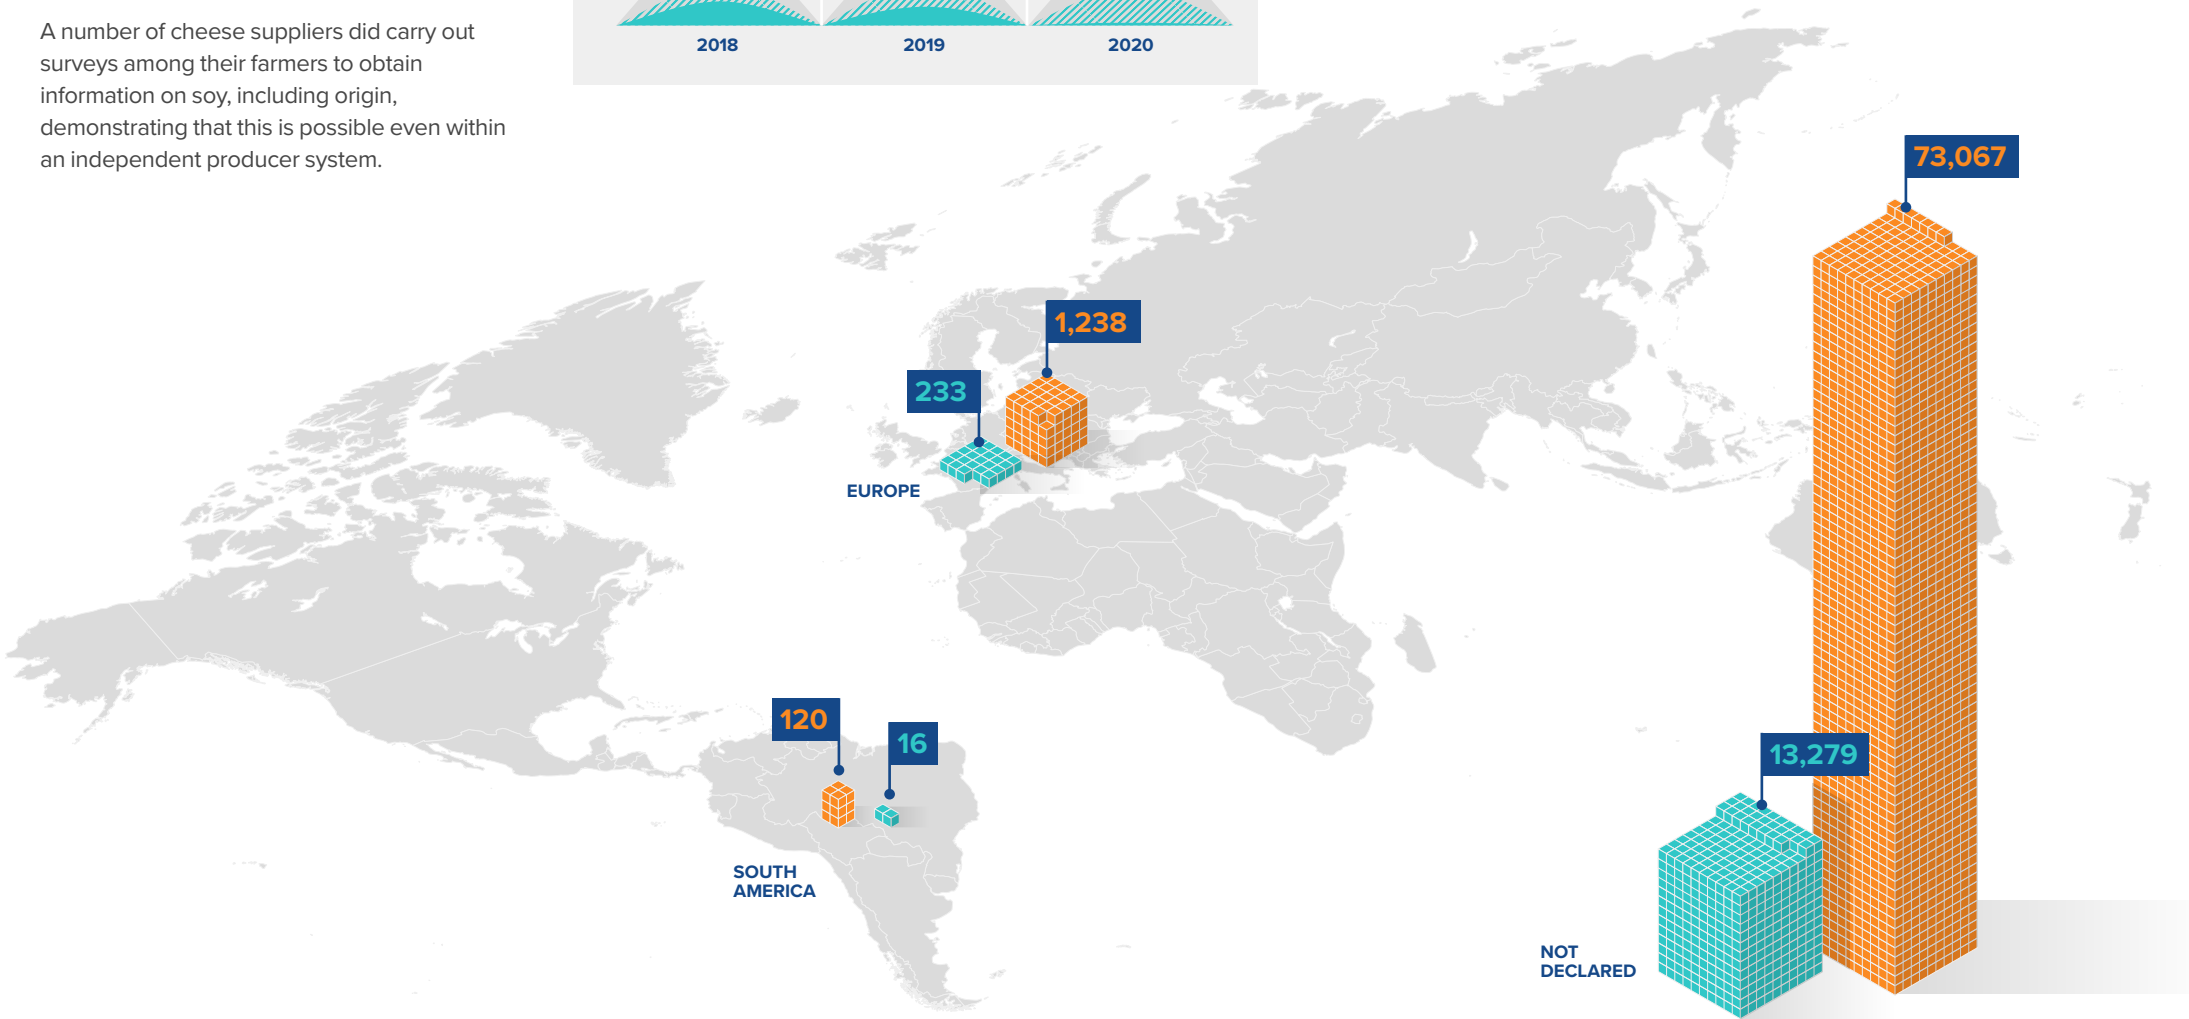 A number of cheese suppliers did carry out
surveys among their farmers to obtain
information on soy, including origin,
demonstrating that this is possible even within
an independent producer system.
2018
2019
2020
73,067
1,238
233
EUROPE
120
16
SOUTH
AMERICA
13,279
NOT
DECLARED